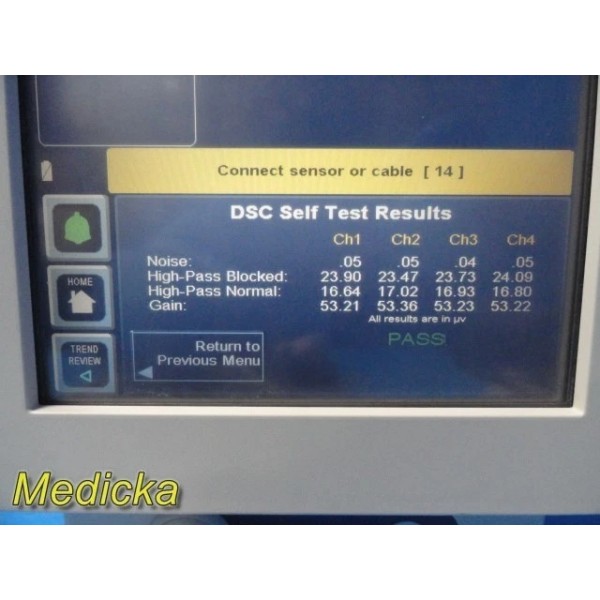 Connect sensor or cable [ 14 ]
DSC Self Test Results
Ch1 Ch2 Ch3 Ch4
Noise: .05 .05 .04 .05
High-Pass Blocked: 23.90 23.47 23.73 24.09
High-Pass Normal: 16.64 17.02 16.93 16.80
Gain: 53.21 53.36 53.23 53.22
All results are in µv
PASS
HOME
TREND
REVIEW
Return to
Previous Menu
Medicka